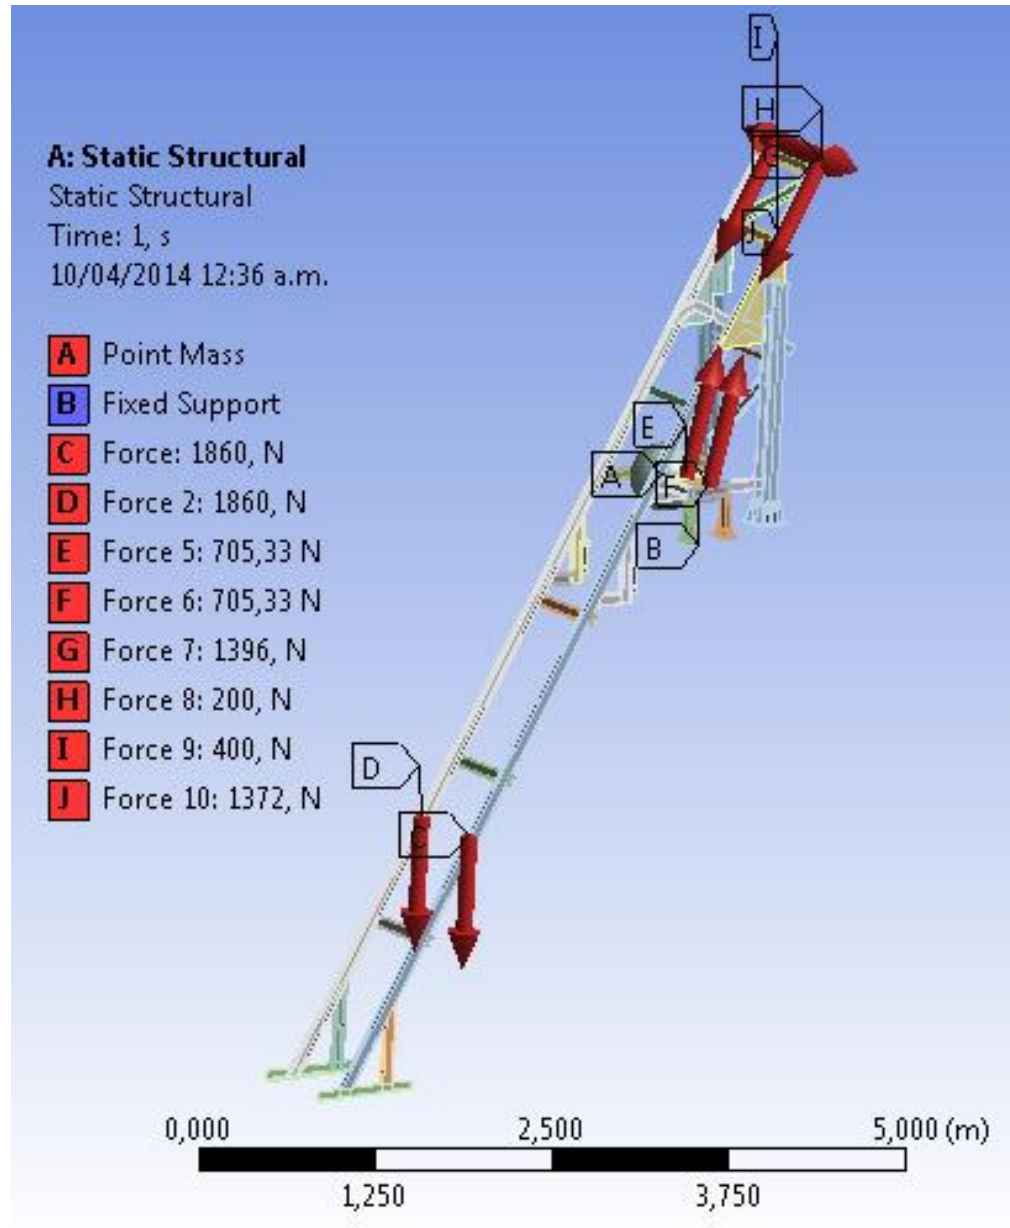 A: Static Structural
Static Structural
Time: 1, s
10/04/2014 12:36 a.m.
A Point Mass
B Fixed Support
C Force: 1860, N
D Force 2: 1860, N
E Force 5: 705,33 N
F Force 6: 705,33 N
G Force 7: 1396, N
H Force 8: 200, N
I Force 9: 400, N
J Force 10: 1372, N
I
H
G
J
E
A
F
B
D
C
0,000 2,500 5,000 (m)
1,250 3,750